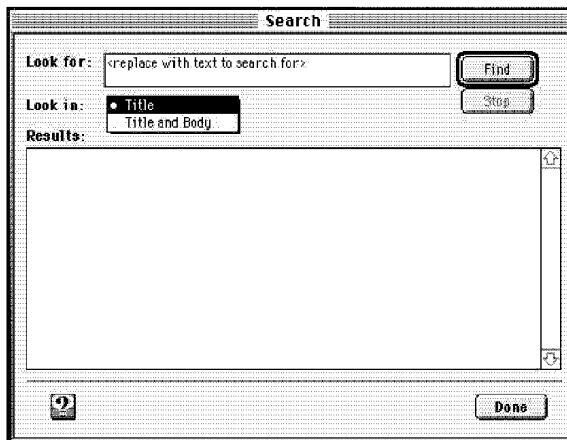 Search
Look for: <replace with text to search for>
Find
Stop
Look in: • Title
Title and Body
Results:
?
Done